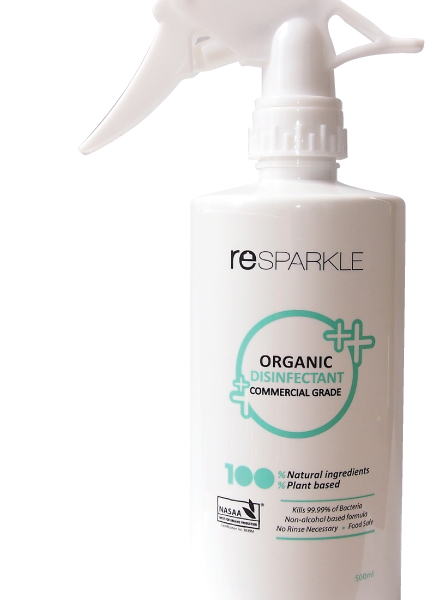 reSPARKLE
ORGANIC
DISINFECTANT
COMMERCIAL GRADE
100 % Natural ingredients
% Plant based
Kills 99.99% of Bacteria
Non-alcohol based formula
No Rinse Necessary + Food Safe
NASAA
500ml